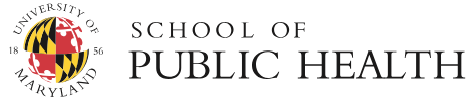 UNIVERSITY OF
18 56
MARYLAND
SCHOOL OF
PUBLIC HEALTH